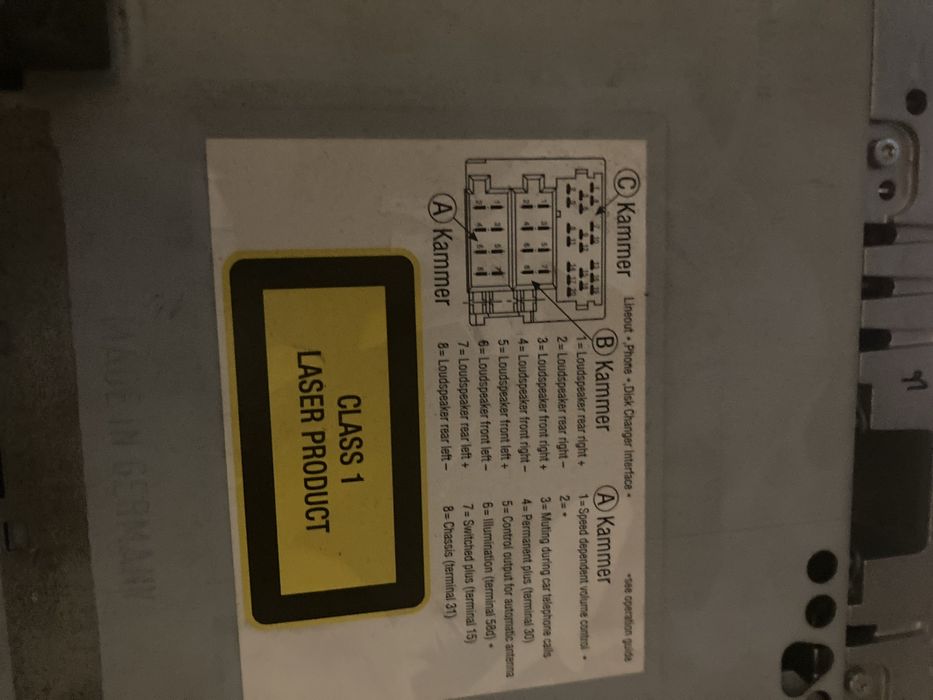 Ⓒ Kammer
Lineout *, Phone *, Disk Changer Interface *
*see operation guide
Ⓑ Kammer
1= Loudspeaker rear right +
2= Loudspeaker rear right –
3= Loudspeaker front right +
4= Loudspeaker front right –
5= Loudspeaker front left +
6= Loudspeaker front left –
7= Loudspeaker rear left +
8= Loudspeaker rear left –
Ⓐ Kammer
1= Speed dependent volume control *
2= *
3= Muting during car telephone calls
4= Permanent plus (terminal 30)
5= Control output for automatic antenna
6= Illumination (terminal 58d) *
7= Switched plus (terminal 15)
8= Chassis (terminal 31)
Ⓐ Kammer
CLASS 1
LASER PRODUCT
MADE IN GERMANY